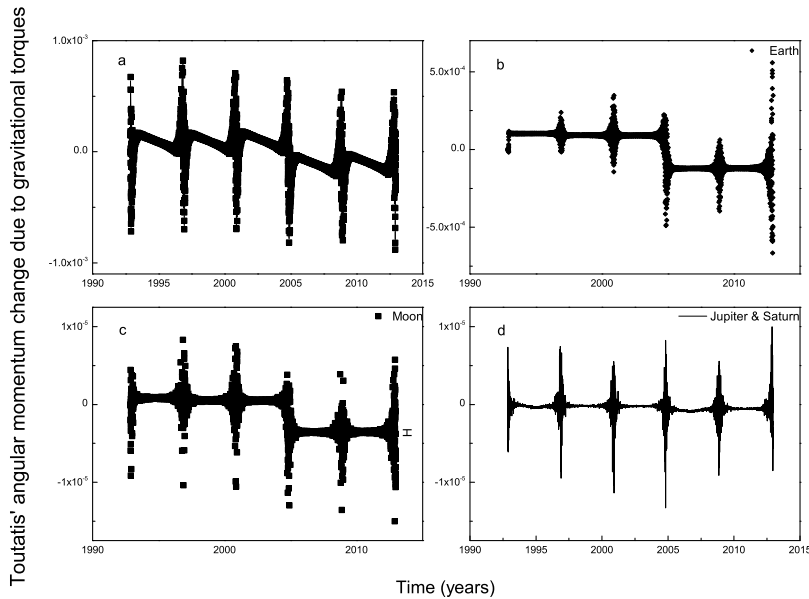 Toutatis' angular momentum change due to gravitational torques
a
1.0x10⁻³
0.0
-1.0x10⁻³
1990 1995 2000 2005 2010 2015
b
Earth
5.0x10⁻⁴
0.0
-5.0x10⁻⁴
1990 2000 2010
c
Moon
1x10⁻⁵
0
-1x10⁻⁵
H
1990 2000 2010
d
Jupiter & Saturn
1x10⁻⁵
0
-1x10⁻⁵
1990 1995 2000 2005 2010 2015
Time (years)